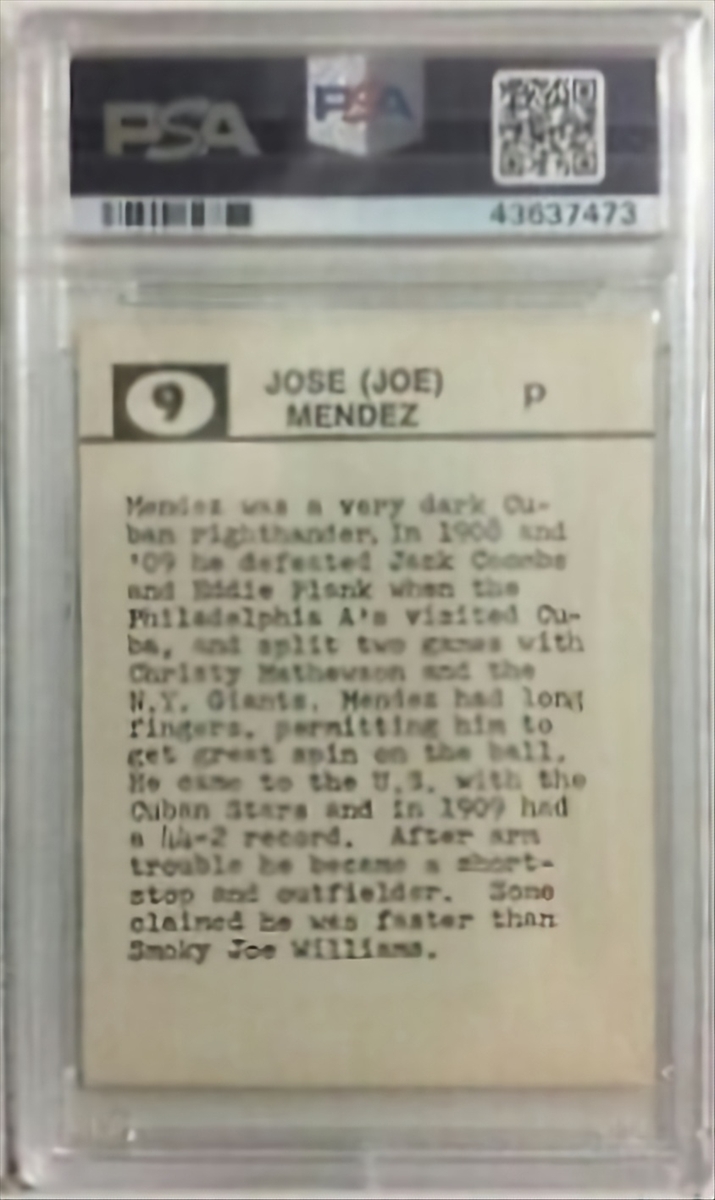 PSA
PSA
43637473
9
JOSE (JOE)
MENDEZ
p
Mendez was a very dark Cu-
ban righthander. In 1908 and
'09 he defeated Jack Coombs
and Eddie Plank when the
Philadelphia A's visited Cu-
ba, and split two games with
Christy Mathewson and the
N.Y. Giants. Mendez had long
fingers, permitting him to
get great spin on the ball.
He came to the U.S. with the
Cuban Stars and in 1909 had
a 44-2 record. After arm
trouble he became a short-
stop and outfielder. Some
claimed he was faster than
Smoky Joe Williams.